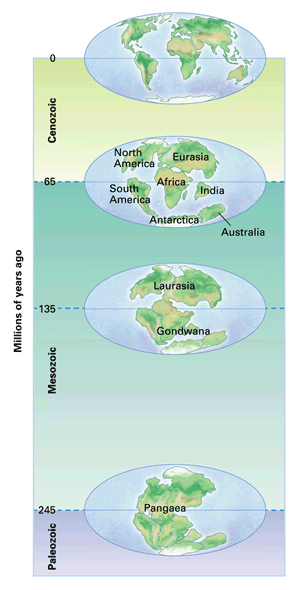 Millions of years ago
0
Cenozoic
North
America
Eurasia
Africa
65
South
America
India
Antarctica
Australia
Laurasia
135
Gondwana
Mesozoic
Pangaea
245
Paleozoic